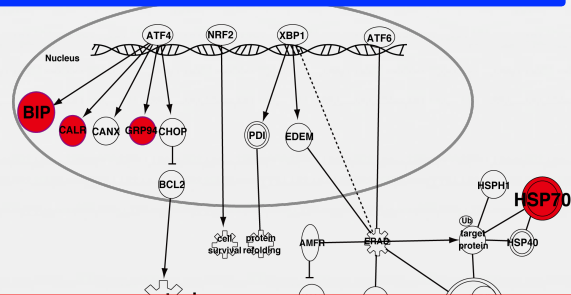 ATF4
NRF2
XBP1
ATF6
Nucleus
BIP
CALR
CANX
GRP94
CHOP
PDI
EDEM
BCL2
HSPH1
HSP70
Ub
target
protein
HSP40
cell
survival
protein
refolding
AMFR
ERAD